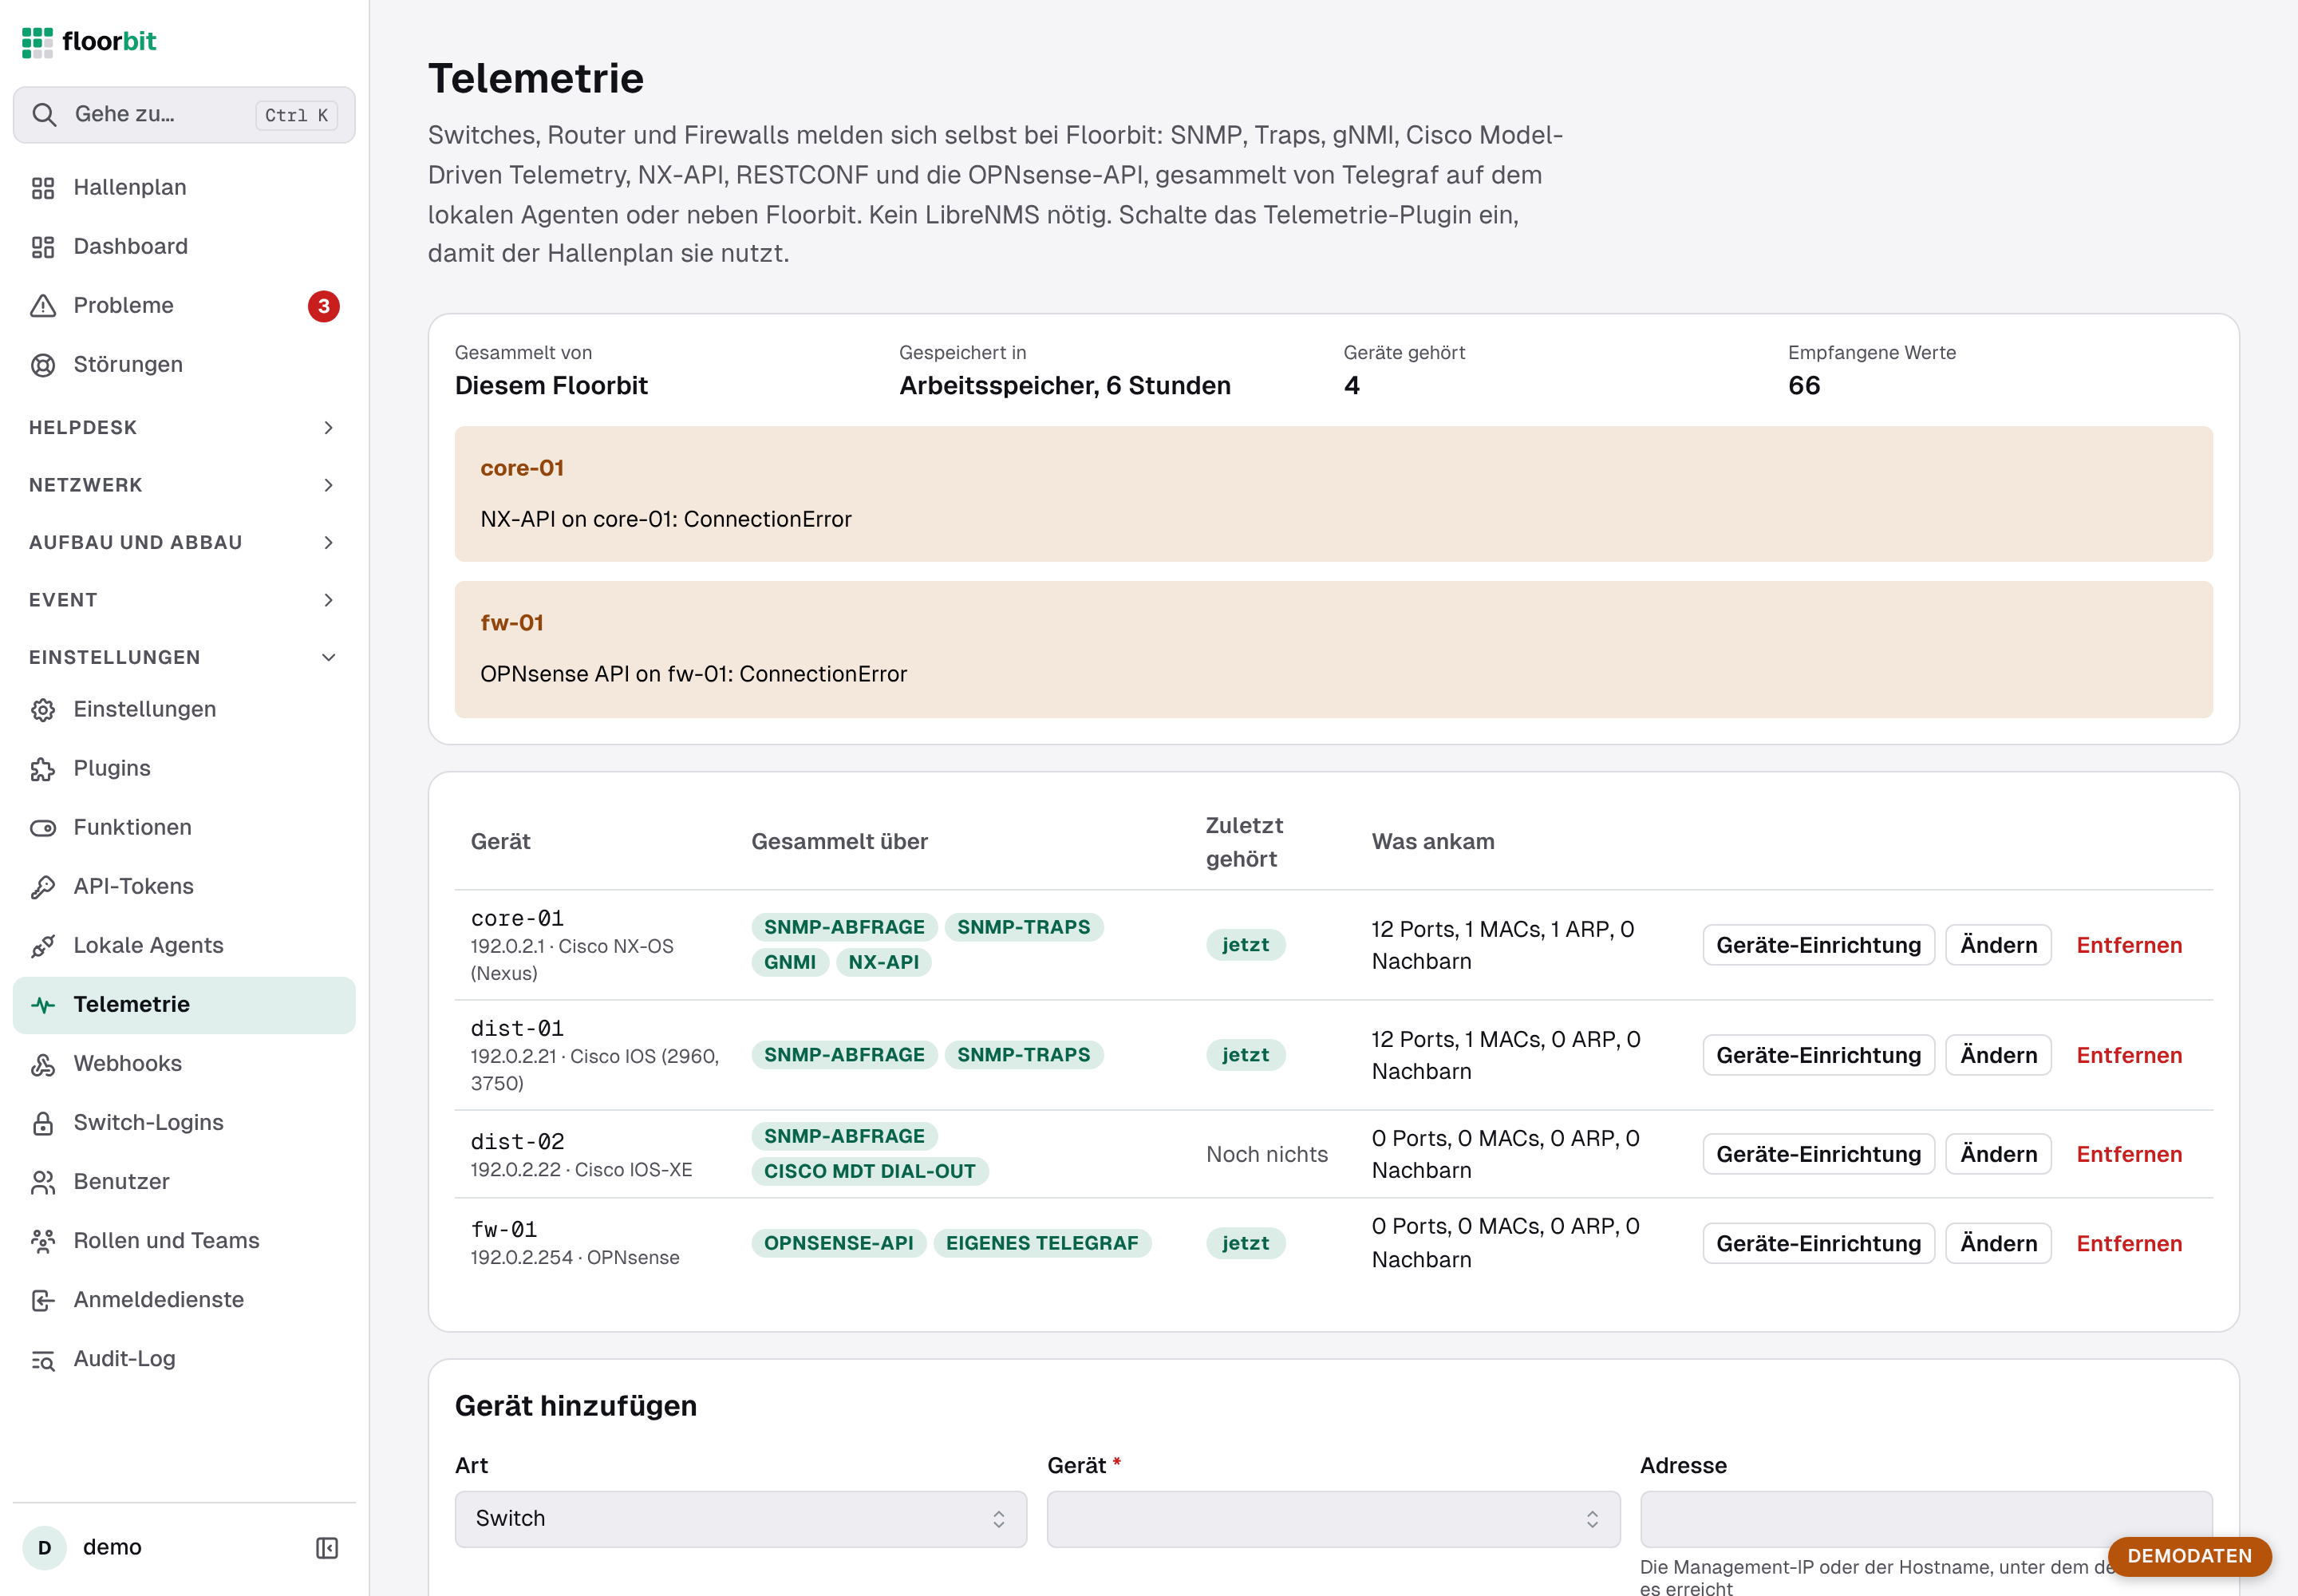 floorbit
Gehe zu...
Ctrl K
Hallenplan
Dashboard
Probleme
3
Störungen
HELPDESK
NETZWERK
AUFBAU UND ABBAU
EVENT
EINSTELLUNGEN
Einstellungen
Plugins
Funktionen
API-Tokens
Lokale Agents
Telemetrie
Webhooks
Switch-Logins
Benutzer
Rollen und Teams
Anmeldedienste
Audit-Log
D
demo
Telemetrie
Switches, Router und Firewalls melden sich selbst bei Floorbit: SNMP, Traps, gNMI, Cisco Model-
Driven Telemetry, NX-API, RESTCONF und die OPNsense-API, gesammelt von Telegraf auf dem
lokalen Agenten oder neben Floorbit. Kein LibreNMS nötig. Schalte das Telemetrie-Plugin ein,
damit der Hallenplan sie nutzt.
Gesammelt von
Diesem Floorbit
Gespeichert in
Arbeitsspeicher, 6 Stunden
Geräte gehört
4
Empfangene Werte
66
core-01
NX-API on core-01: ConnectionError
fw-01
OPNsense API on fw-01: ConnectionError
Gerät
Gesammelt über
Zuletzt
gehört
Was ankam
core-01
192.0.2.1 · Cisco NX-OS
(Nexus)
SNMP-ABFRAGE SNMP-TRAPS
GNMI NX-API
jetzt
12 Ports, 1 MACs, 1 ARP, 0
Nachbarn
Geräte-Einrichtung Ändern Entfernen
dist-01
192.0.2.21 · Cisco IOS (2960,
3750)
SNMP-ABFRAGE SNMP-TRAPS
jetzt
12 Ports, 1 MACs, 0 ARP, 0
Nachbarn
Geräte-Einrichtung Ändern Entfernen
dist-02
192.0.2.22 · Cisco IOS-XE
SNMP-ABFRAGE
CISCO MDT DIAL-OUT
Noch nichts
0 Ports, 0 MACs, 0 ARP, 0
Nachbarn
Geräte-Einrichtung Ändern Entfernen
fw-01
192.0.2.254 · OPNsense
OPNSENSE-API EIGENES TELEGRAF
jetzt
0 Ports, 0 MACs, 0 ARP, 0
Nachbarn
Geräte-Einrichtung Ändern Entfernen
Gerät hinzufügen
Art
Switch
Gerät *
Adresse
Die Management-IP oder der Hostname, unter dem
es erreicht
DEMODATEN